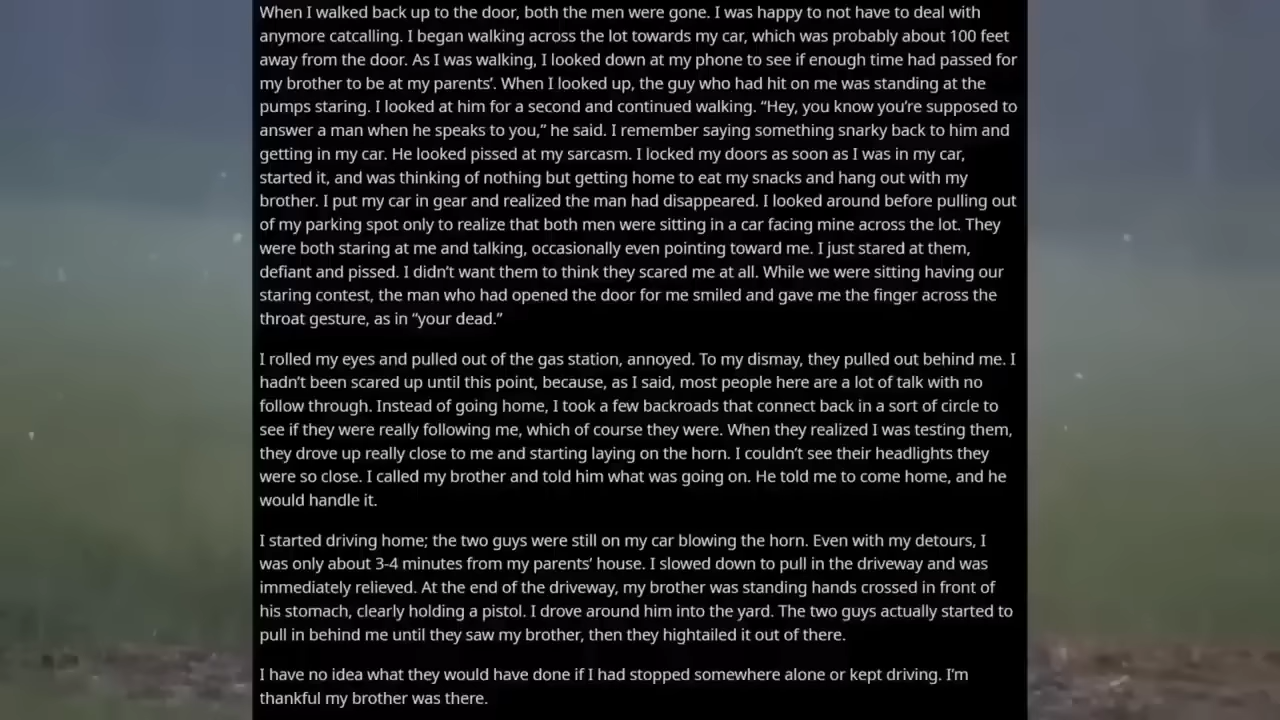 When I walked back up to the door, both the men were gone. I was happy to not have to deal with
anymore catcalling. I began walking across the lot towards my car, which was probably about 100 feet
away from the door. As I was walking, I looked down at my phone to see if enough time had passed for
my brother to be at my parents’. When I looked up, the guy who had hit on me was standing at the
pumps staring. I looked at him for a second and continued walking. “Hey, you know you’re supposed to
answer a man when he speaks to you,” he said. I remember saying something snarky back to him and
getting in my car. He looked pissed at my sarcasm. I locked my doors as soon as I was in my car,
started it, and was thinking of nothing but getting home to eat my snacks and hang out with my
brother. I put my car in gear and realized the man had disappeared. I looked around before pulling out
of my parking spot only to realize that both men were sitting in a car facing mine across the lot. They
were both staring at me and talking, occasionally even pointing toward me. I just stared at them,
defiant and pissed. I didn’t want them to think they scared me at all. While we were sitting having our
staring contest, the man who had opened the door for me smiled and gave me the finger across the
throat gesture, as in “your dead.”
I rolled my eyes and pulled out of the gas station, annoyed. To my dismay, they pulled out behind me. I
hadn’t been scared up until this point, because, as I said, most people here are a lot of talk with no
follow through. Instead of going home, I took a few backroads that connect back in a sort of circle to
see if they were really following me, which of course they were. When they realized I was testing them,
they drove up really close to me and starting laying on the horn. I couldn’t see their headlights they
were so close. I called my brother and told him what was going on. He told me to come home, and he
would handle it.
I started driving home; the two guys were still on my car blowing the horn. Even with my detours, I
was only about 3-4 minutes from my parents’ house. I slowed down to pull in the driveway and was
immediately relieved. At the end of the driveway, my brother was standing hands crossed in front of
his stomach, clearly holding a pistol. I drove around him into the yard. The two guys actually started to
pull in behind me until they saw my brother, then they hightailed it out of there.
I have no idea what they would have done if I had stopped somewhere alone or kept driving. I’m
thankful my brother was there.